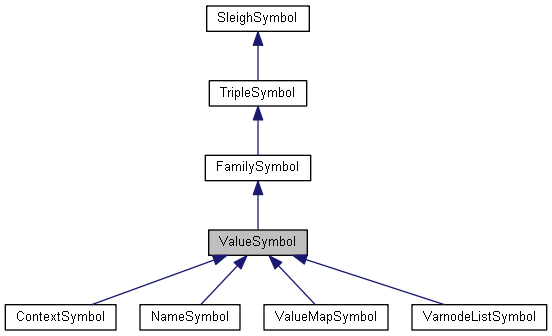 SleighSymbol
TripleSymbol
FamilySymbol
ValueSymbol
ContextSymbol NameSymbol ValueMapSymbol VarnodeListSymbol